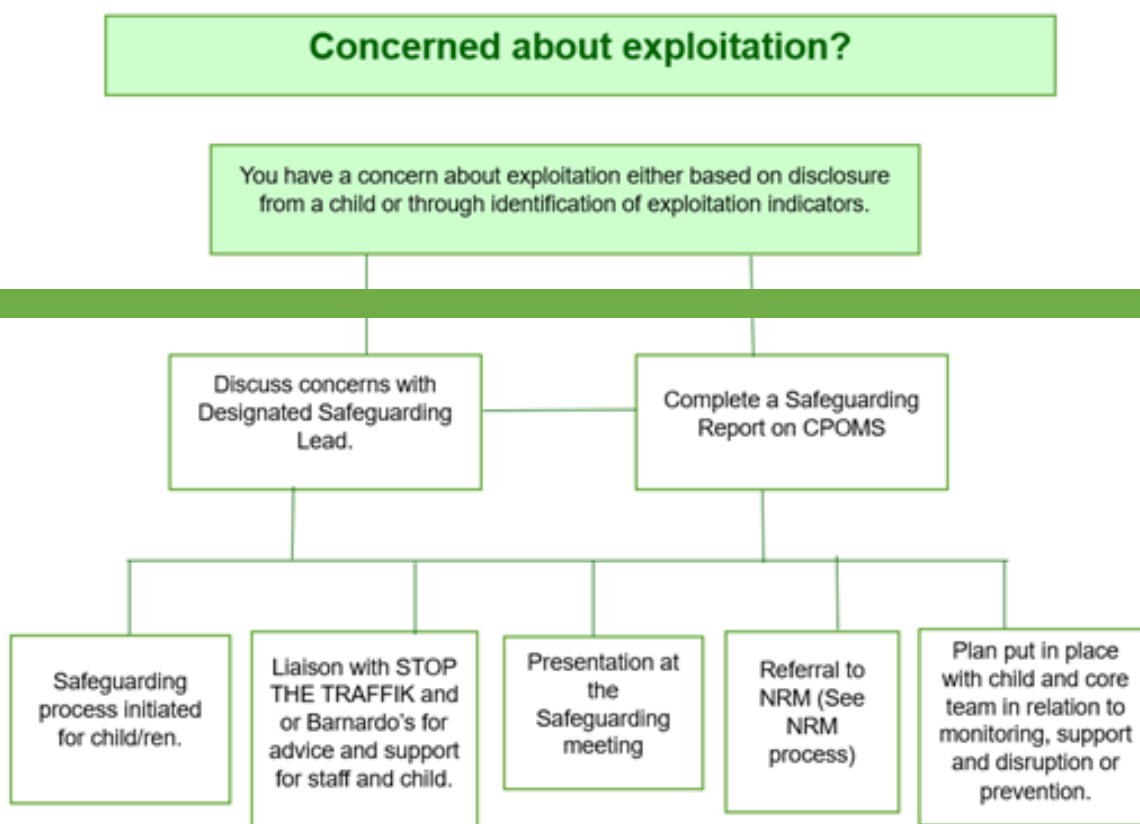 Concerned about exploitation?
You have a concern about exploitation either based on disclosure
from a child or through identification of exploitation indicators.
Discuss concerns with
Designated Safeguarding
Lead.
Complete a Safeguarding
Report on CPOMS
Safeguarding
process initiated
for child/ren.
Liaison with STOP
THE TRAFFIK and
or Barnardo's for
advice and support
for staff and child.
Presentation at
the
Safeguarding
meeting
Referral to
NRM (See
NRM
process)
Plan put in place
with child and core
team in relation to
monitoring, support
and disruption or
prevention.